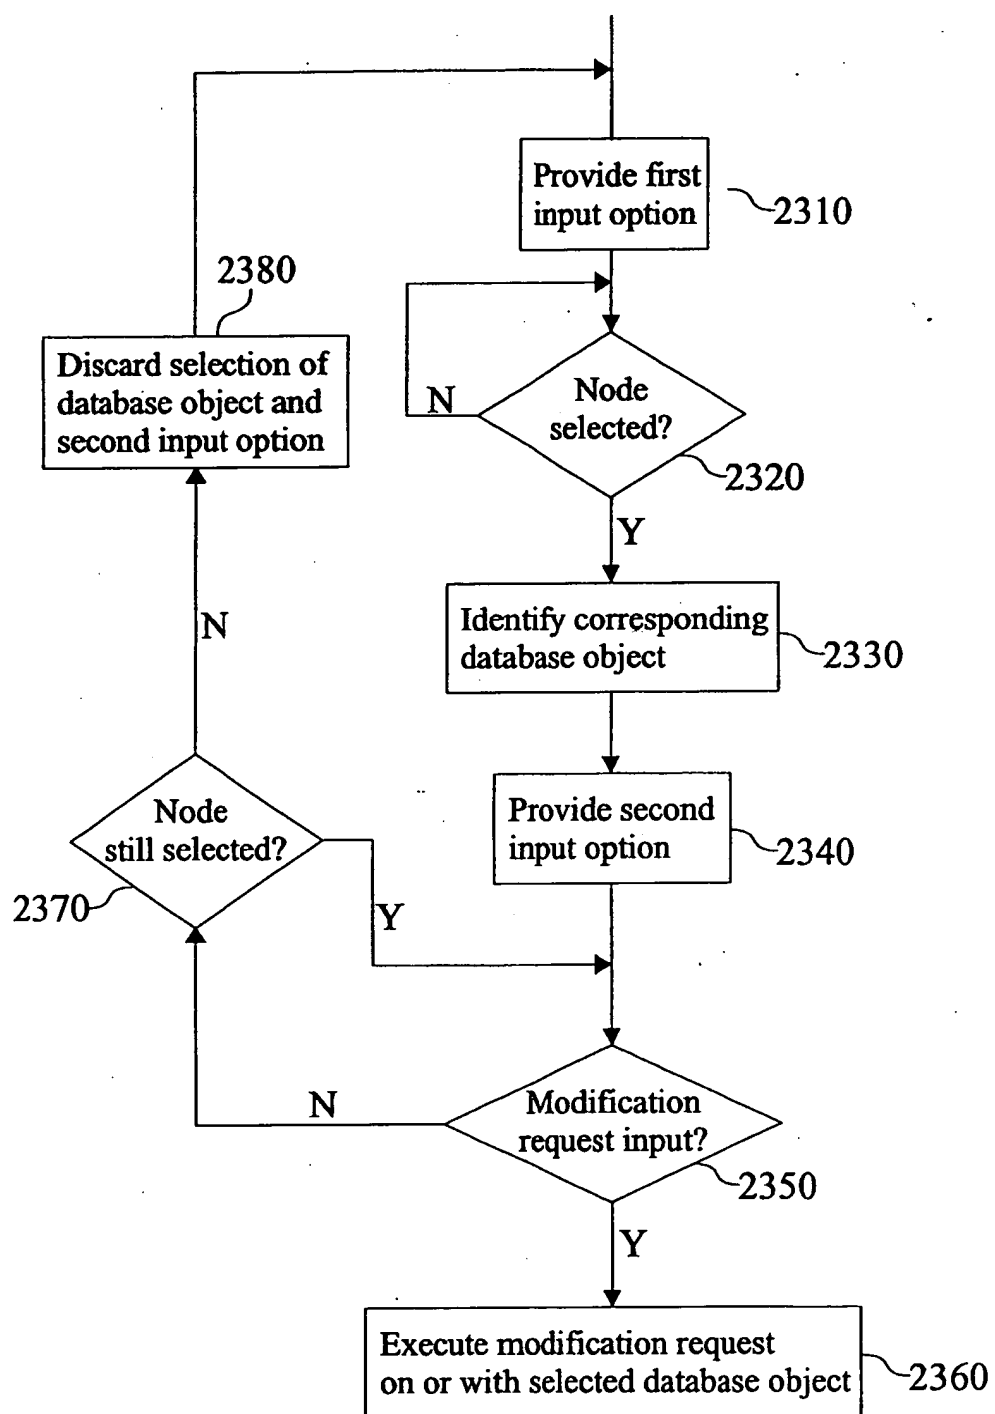 Provide first
input option
2310
2380
Discard selection of
database object and
second input option
N
Node
selected?
2320
Y
Identify corresponding
database object
2330
N
Provide second
input option
2340
Node
still selected?
2370
Y
N
Modification
request input?
2350
Y
Execute modification request
on or with selected database object
2360